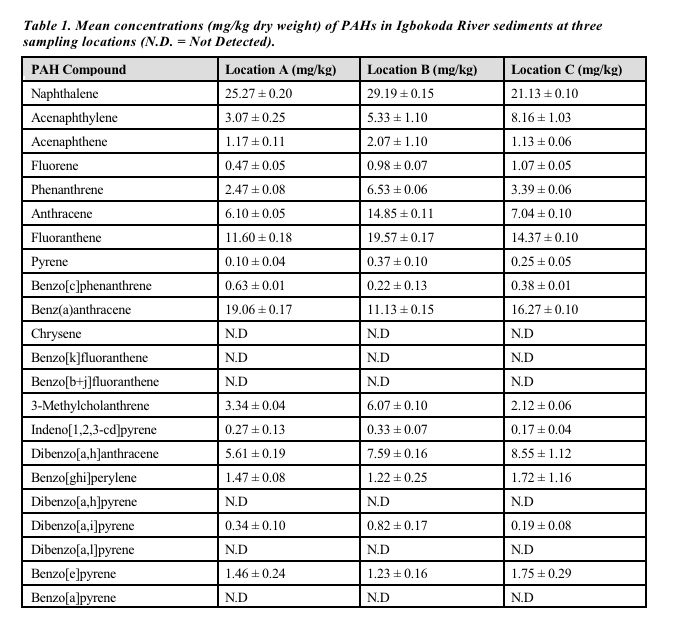 Table 1. Mean concentrations (mg/kg dry weight) of PAHs in Igbokoda River sediments at three
sampling locations (N.D. = Not Detected).
PAH Compound Location A (mg/kg) Location B (mg/kg) Location C (mg/kg)
Naphthalene 25.27 ± 0.20 29.19 ± 0.15 21.13 ± 0.10
Acenaphthylene 3.07 ± 0.25 5.33 ± 1.10 8.16 ± 1.03
Acenaphthene 1.17 ± 0.11 2.07 ± 1.10 1.13 ± 0.06
Fluorene 0.47 ± 0.05 0.98 ± 0.07 1.07 ± 0.05
Phenanthrene 2.47 ± 0.08 6.53 ± 0.06 3.39 ± 0.06
Anthracene 6.10 ± 0.05 14.85 ± 0.11 7.04 ± 0.10
Fluoranthene 11.60 ± 0.18 19.57 ± 0.17 14.37 ± 0.10
Pyrene 0.10 ± 0.04 0.37 ± 0.10 0.25 ± 0.05
Benzo[c]phenanthrene 0.63 ± 0.01 0.22 ± 0.13 0.38 ± 0.01
Benz(a)anthracene 19.06 ± 0.17 11.13 ± 0.15 16.27 ± 0.10
Chrysene N.D N.D N.D
Benzo[k]fluoranthene N.D N.D N.D
Benzo[b+j]fluoranthene N.D N.D N.D
3-Methylcholanthrene 3.34 ± 0.04 6.07 ± 0.10 2.12 ± 0.06
Indeno[1,2,3-cd]pyrene 0.27 ± 0.13 0.33 ± 0.07 0.17 ± 0.04
Dibenzo[a,h]anthracene 5.61 ± 0.19 7.59 ± 0.16 8.55 ± 1.12
Benzo[ghi]perylene 1.47 ± 0.08 1.22 ± 0.25 1.72 ± 1.16
Dibenzo[a,h]pyrene N.D N.D N.D
Dibenzo[a,i]pyrene 0.34 ± 0.10 0.82 ± 0.17 0.19 ± 0.08
Dibenzo[a,l]pyrene N.D N.D N.D
Benzo[e]pyrene 1.46 ± 0.24 1.23 ± 0.16 1.75 ± 0.29
Benzo[a]pyrene N.D N.D N.D